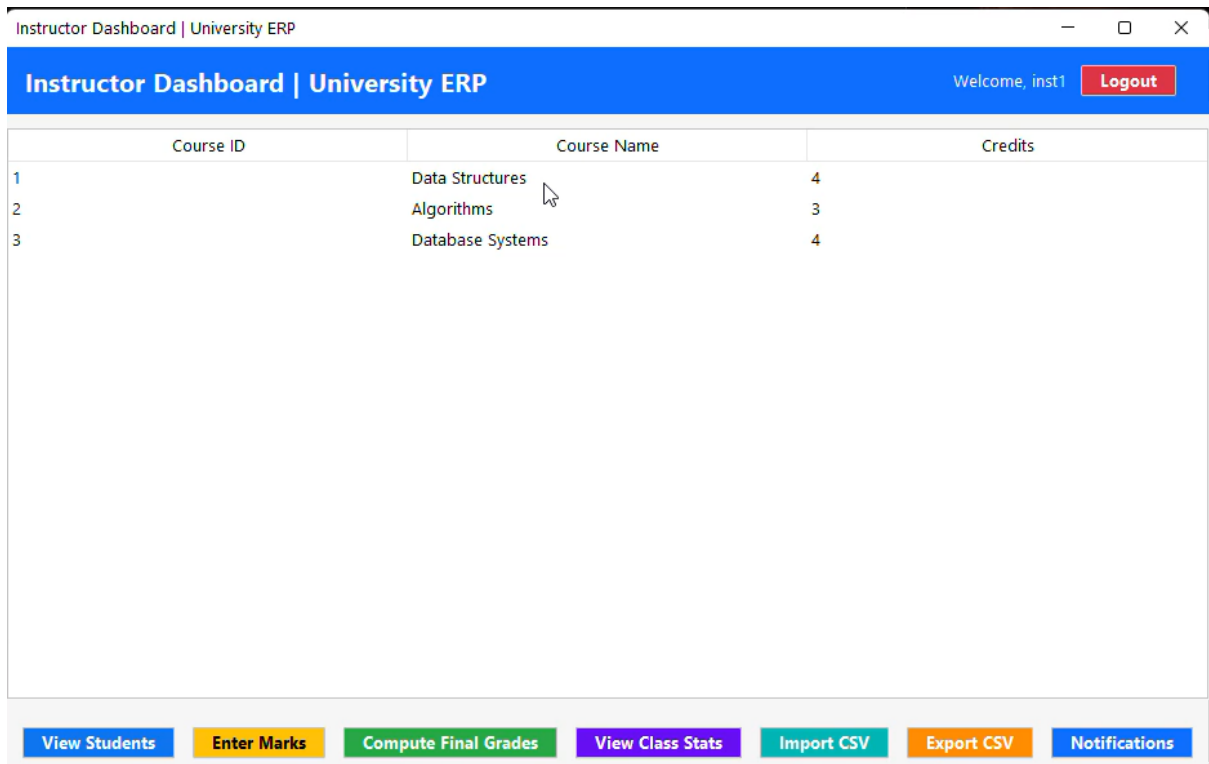 Instructor Dashboard | University ERP
Instructor Dashboard | University ERP Welcome, inst1 Logout
Course ID Course Name Credits
1 Data Structures 4
2 Algorithms 3
3 Database Systems 4
View Students Enter Marks Compute Final Grades View Class Stats Import CSV Export CSV Notifications